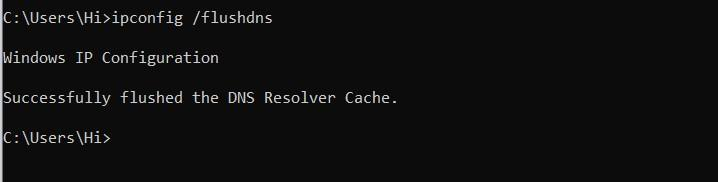 C:\Users\Hi>ipconfig /flushdns
Windows IP Configuration
Successfully flushed the DNS Resolver Cache.
C:\Users\Hi>